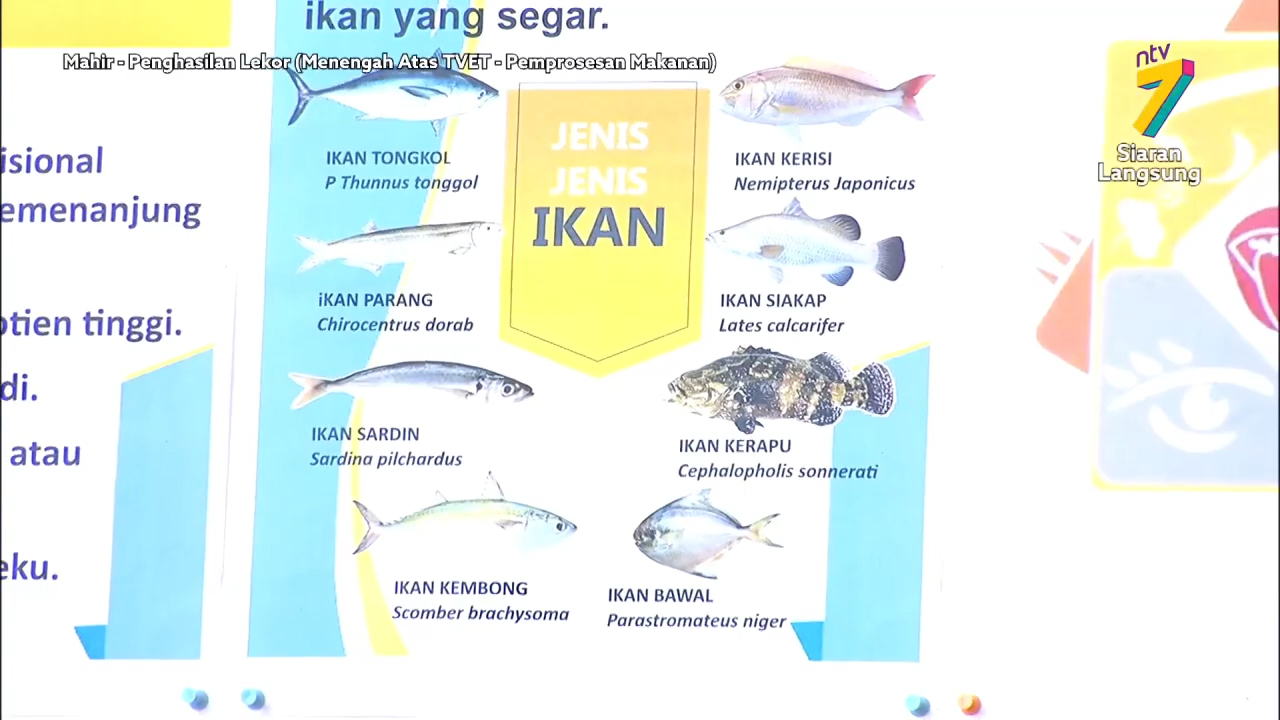 ikan yang segar.
Mahir - Penghasilan Lekor (Menengah Atas TVET - Pemprosesan Makanan)
ntv
7
Siaran
Langsung
isional
emenanjung
otien tinggi.
di.
atau
eku.
JENIS
JENIS
IKAN
IKAN TONGKOL
P Thunnus tonggol
iKAN PARANG
Chirocentrus dorab
IKAN SARDIN
Sardina pilchardus
IKAN KEMBONG
Scomber brachysoma
IKAN KERISI
Nemipterus Japonicus
IKAN SIAKAP
Lates calcarifer
IKAN KERAPU
Cephalopholis sonnerati
IKAN BAWAL
Parastromateus niger